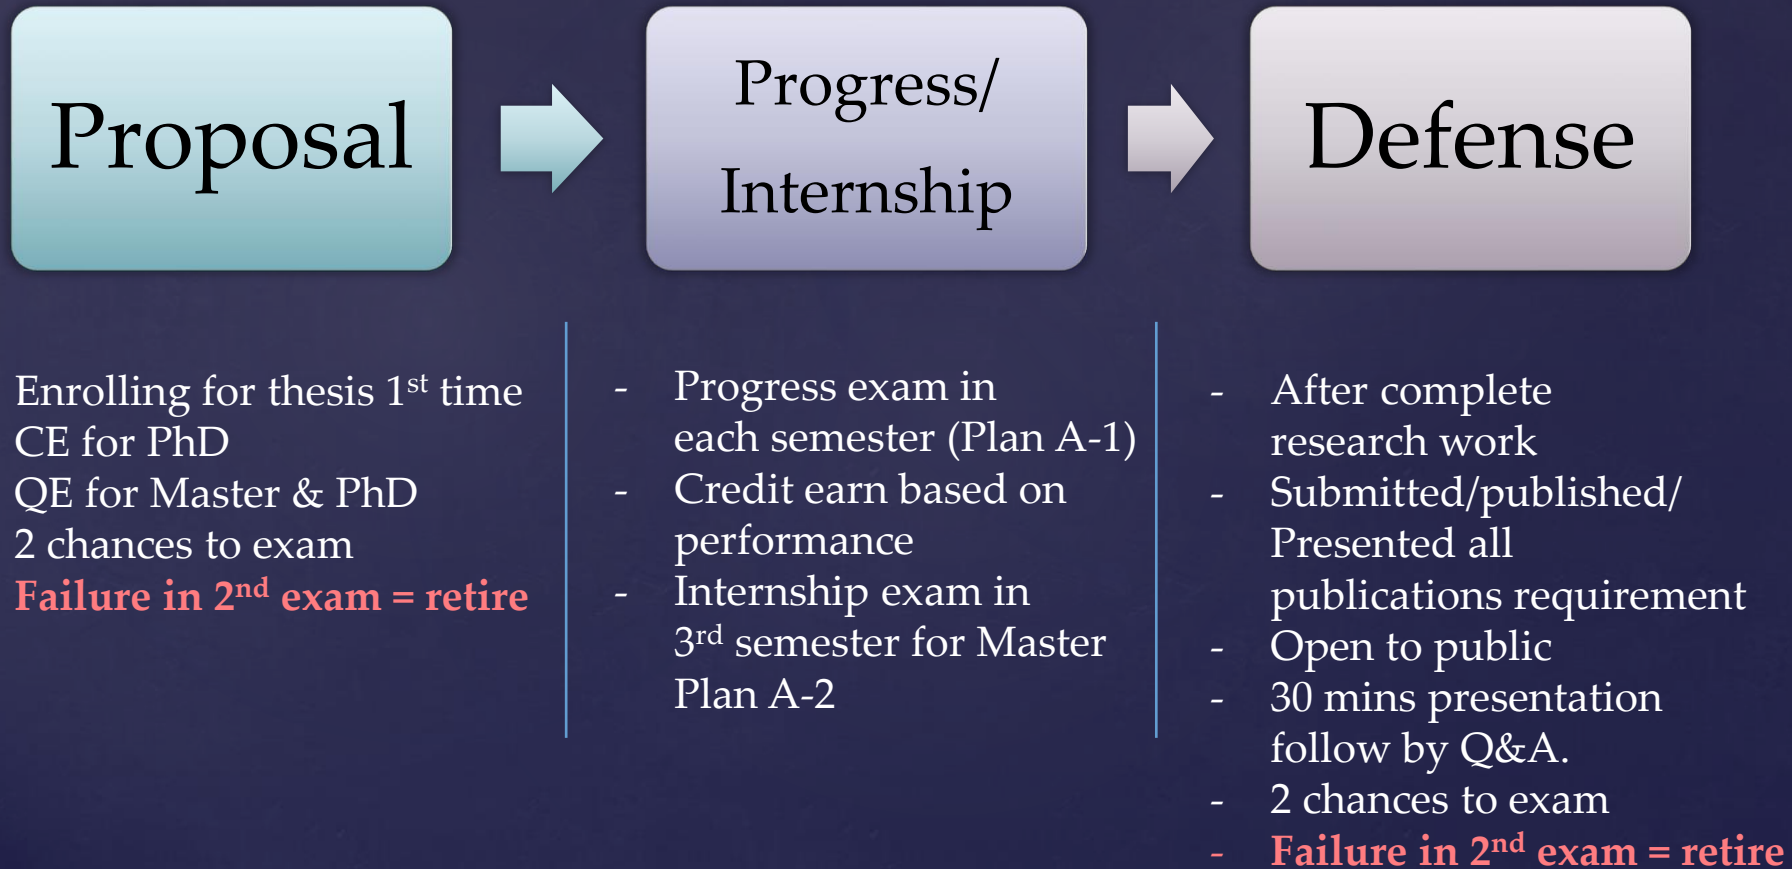 Proposal
Progress/
Internship
Defense
Enrolling for thesis 1st time
CE for PhD
QE for Master & PhD
2 chances to exam
Failure in 2nd exam = retire
- Progress exam in
each semester (Plan A-1)
- Credit earn based on
performance
- Internship exam in
3rd semester for Master
Plan A-2
- After complete
research work
- Submitted/published/
Presented all
publications requirement
- Open to public
- 30 mins presentation
follow by Q&A.
- 2 chances to exam
- Failure in 2nd exam = retire